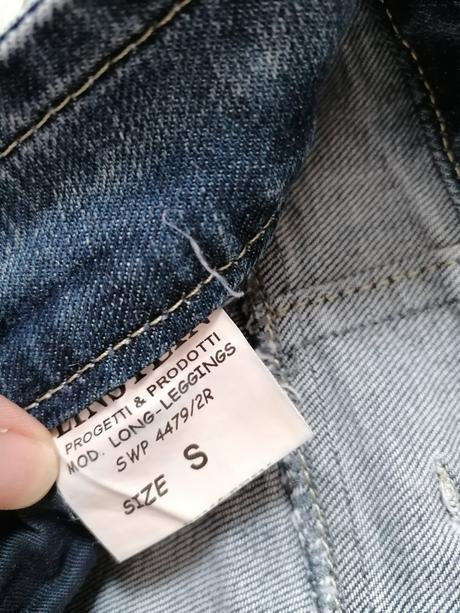 PROGETTI & PRODOTTI
MOD. LONG-LEGGINGS
SWP 4479/2R
SIZE S